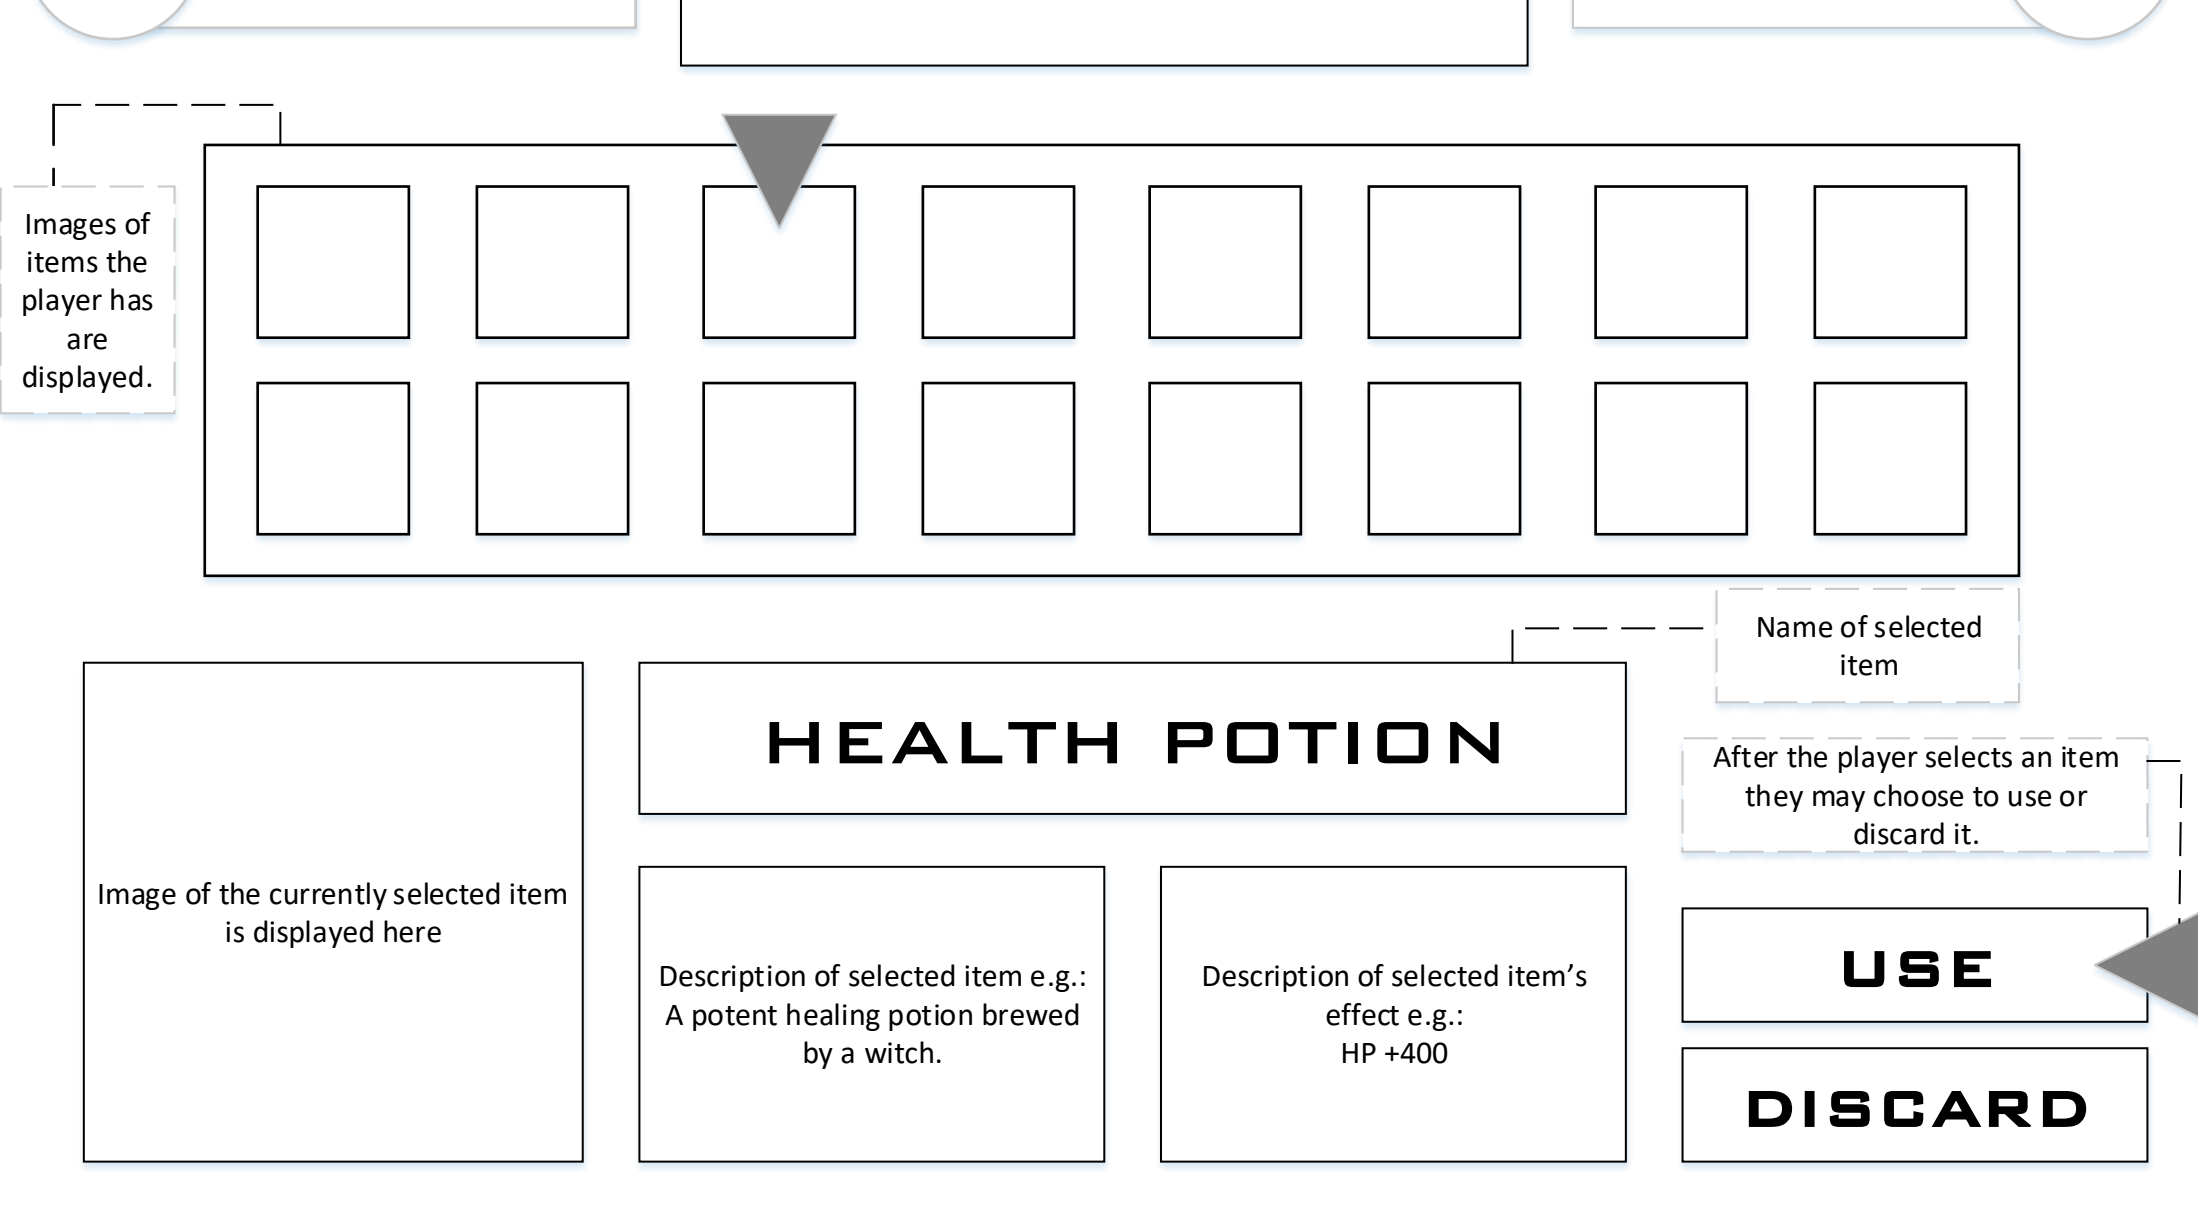 Images of
items the
player has
are
displayed.
Name of selected
item
HEALTH POTION
After the player selects an item
they may choose to use or
discard it.
Image of the currently selected item
is displayed here
Description of selected item e.g.:
A potent healing potion brewed
by a witch.
Description of selected item’s
effect e.g.:
HP +400
USE
DISCARD